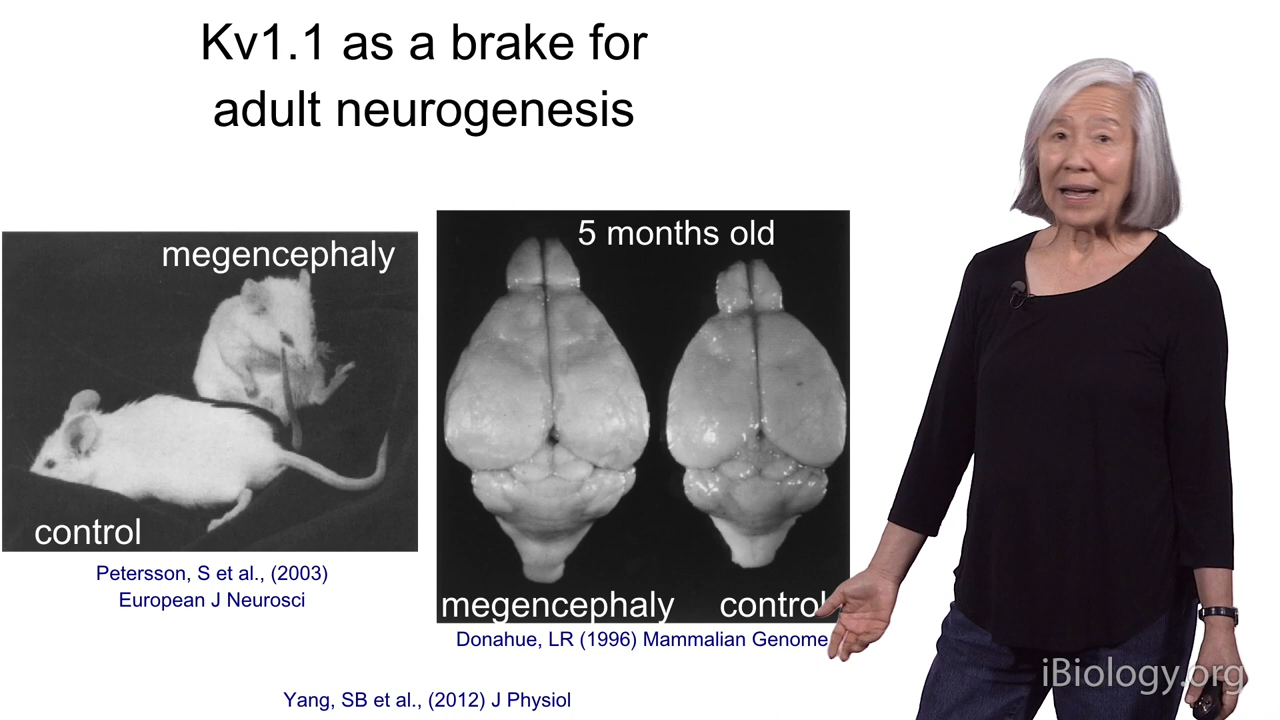 Kv1.1 as a brake for
adult neurogenesis
megencephaly
control
Petersson, S et al., (2003)
European J Neurosci
5 months old
megencephaly control
Donahue, LR (1996) Mammalian Genome
Yang, SB et al., (2012) J Physiol
iBiology.org